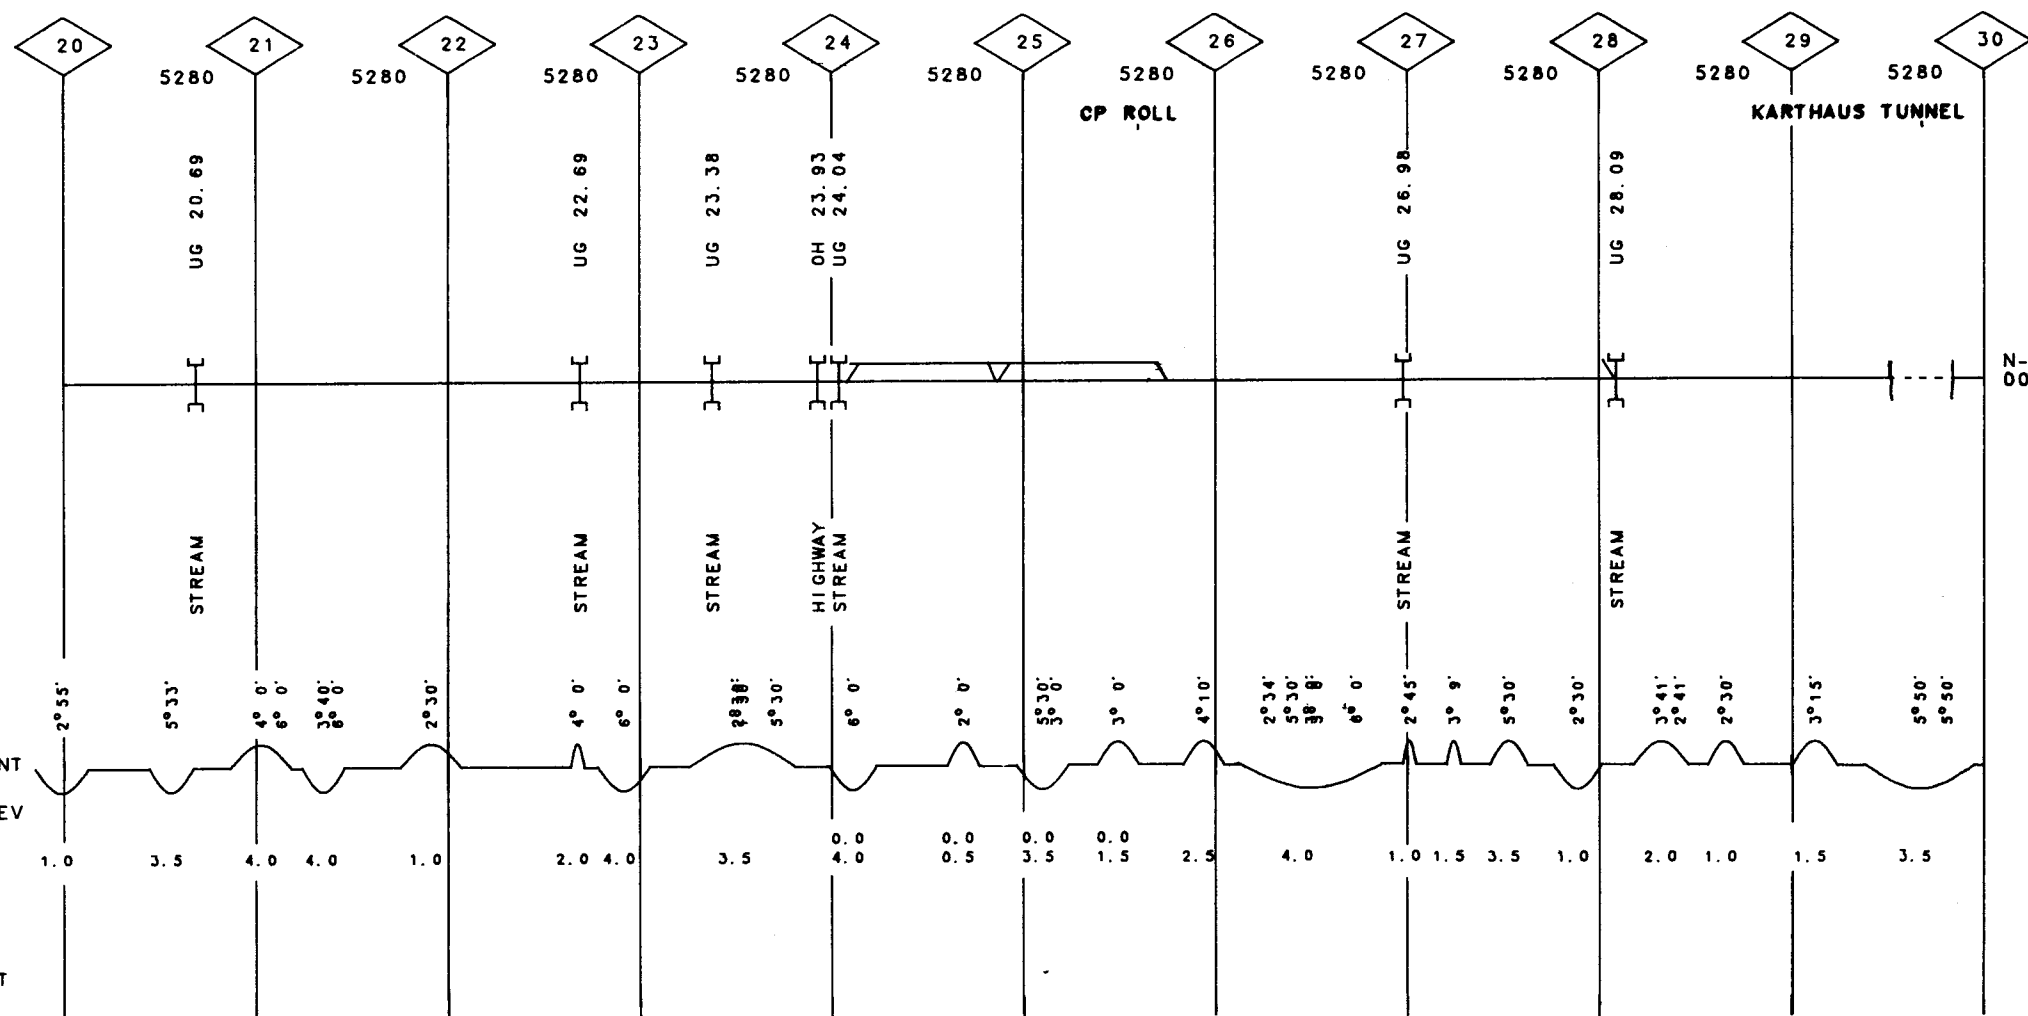 20 21 22 23 24 25 26 27 28 29 30
5280 5280 5280 5280 5280 5280 5280 5280 5280 5280
CP ROLL
KARTHAUS TUNNEL
UG 20.69
UG 22.69
UG 23.38
OH 23.93
UG 24.04
UG 26.98
UG 28.09
N-
00
STREAM
STREAM
STREAM
HIGHWAY
STREAM
STREAM
STREAM
2°55'
5°33'
4° 0'
6° 0'
3°40'
6° 0'
2°30'
4° 0'
6° 0'
5°30'
6° 0'
2° 0'
5°30'
3° 0'
3° 0'
4°10'
2°34'
5°30'
2°45'
3° 9'
5°30'
2°30'
3°41'
2°41'
2°30'
3°15'
5°50'
5°50'
NT
EV
0.0 0.0 0.0 0.0
1.0 3.5 4.0 4.0 1.0 2.0 4.0 3.5 4.0 0.5 3.5 1.5 2.5 4.0 1.0 1.5 3.5 1.0 2.0 1.0 1.5 3.5
T